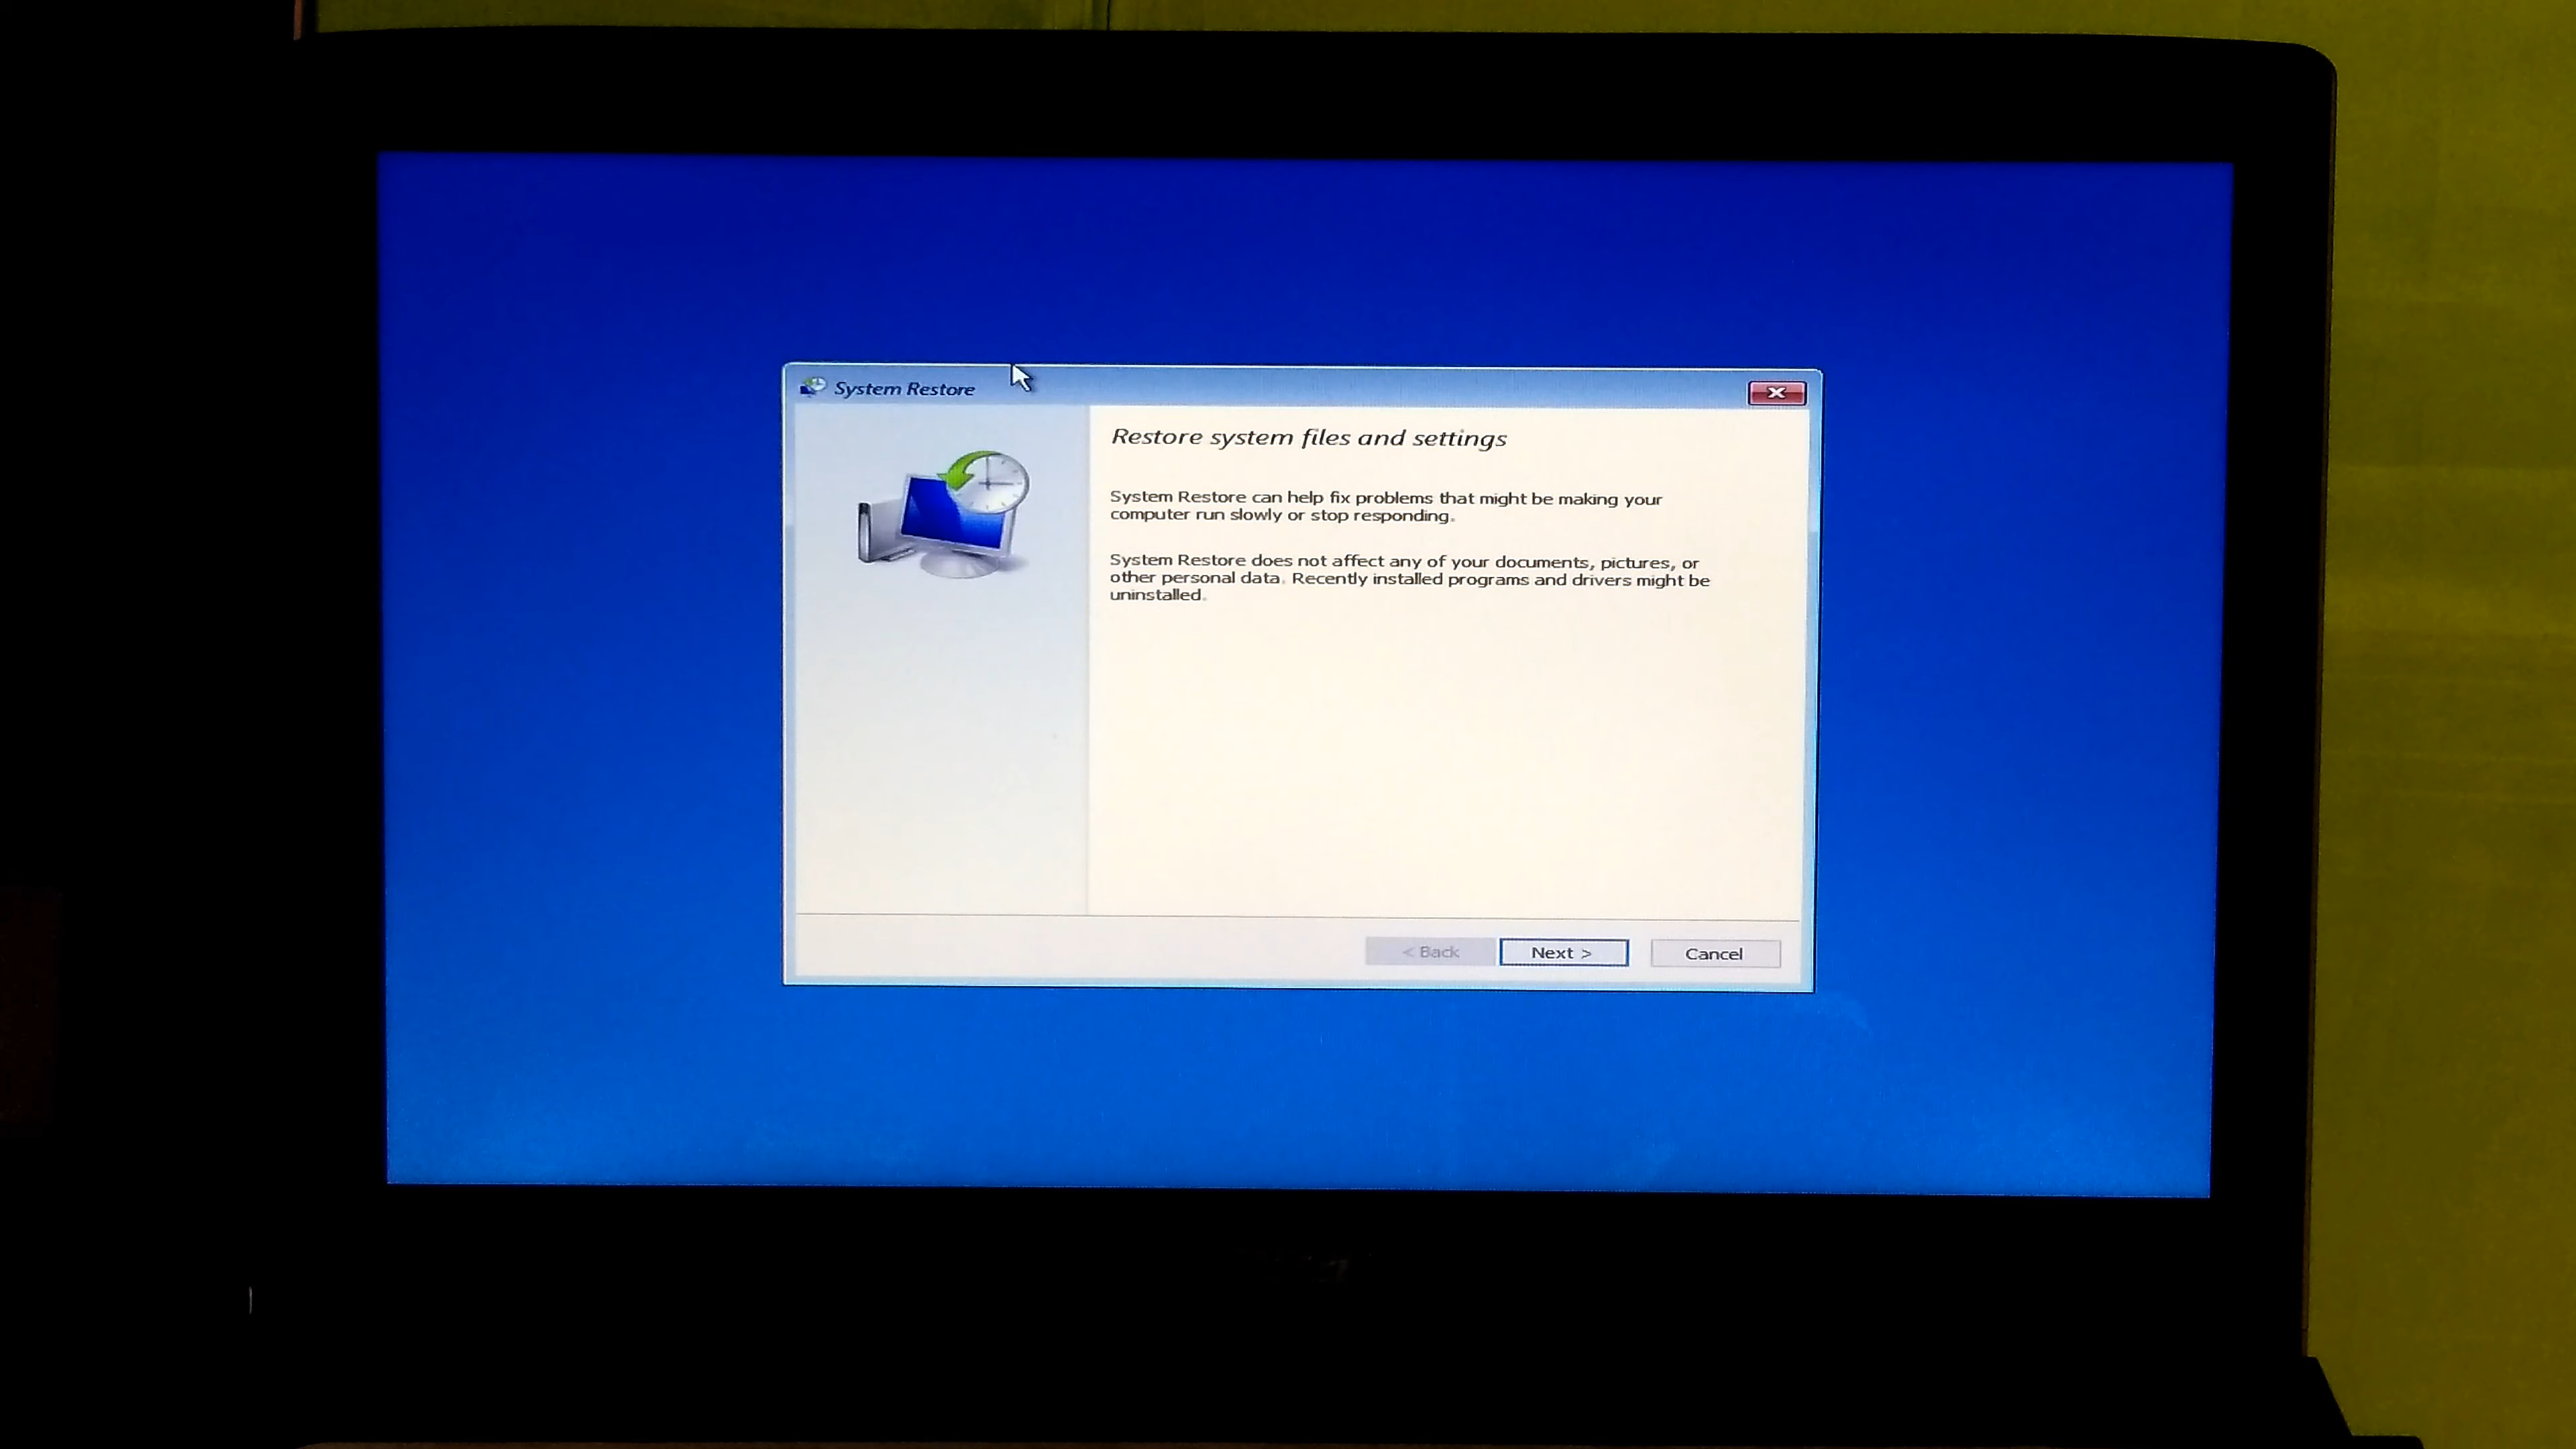 System Restore
Restore system files and settings
System Restore can help fix problems that might be making your
computer run slowly or stop responding.
System Restore does not affect any of your documents, pictures, or
other personal data. Recently installed programs and drivers might be
uninstalled.
< Back
Next >
Cancel